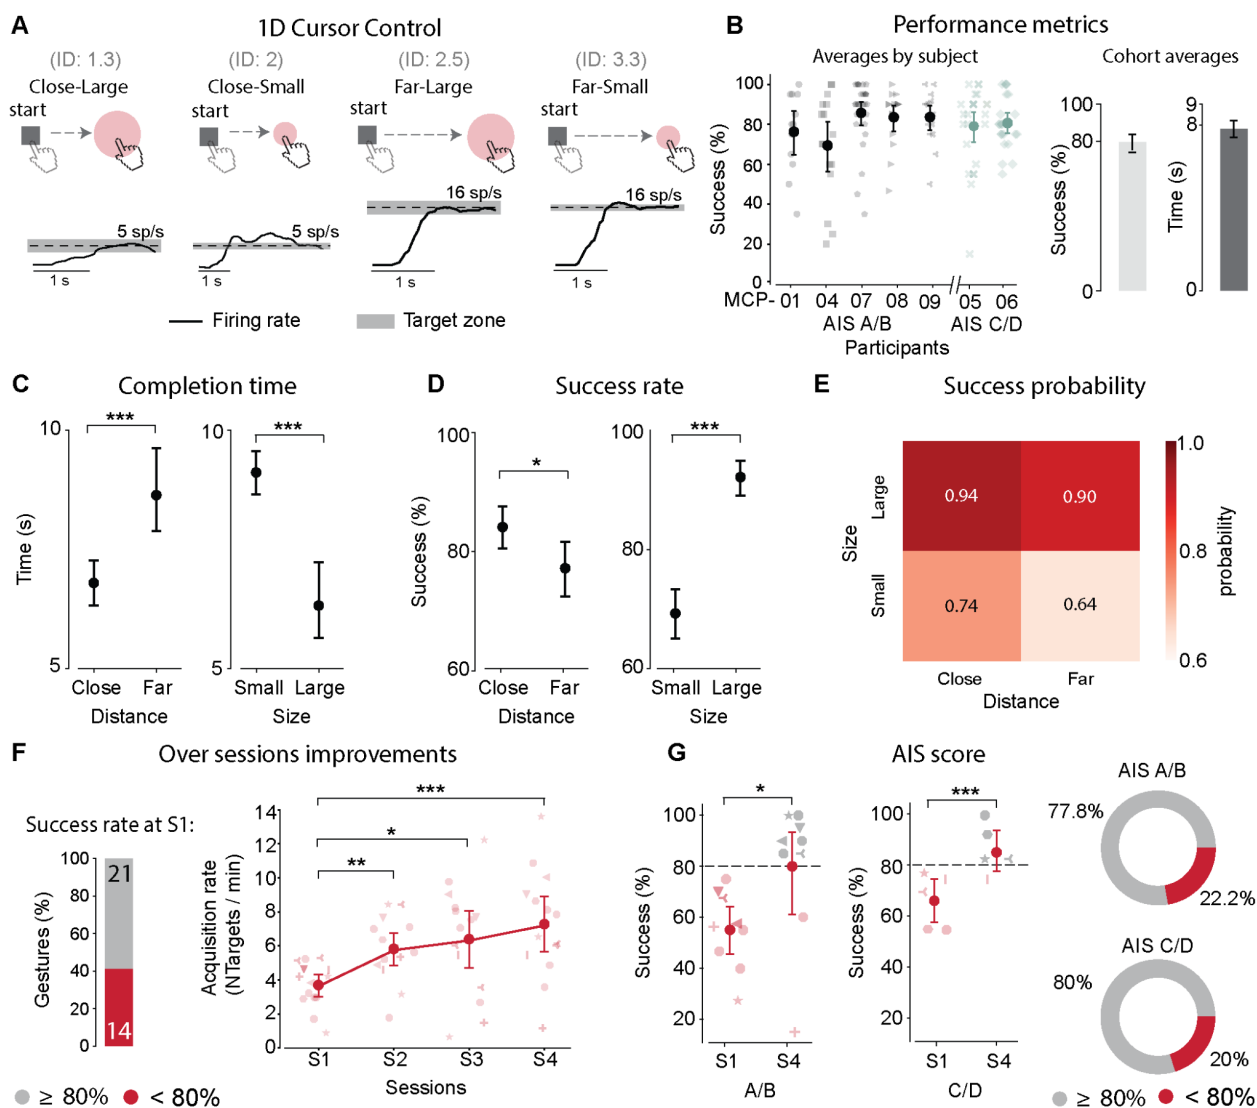 A
1D Cursor Control
(ID: 1.3) (ID: 2) (ID: 2.5) (ID: 3.3)
Close-Large Close-Small Far-Large Far-Small
start start start start
5 sp/s 5 sp/s 16 sp/s 16 sp/s
1 s 1 s 1 s 1 s
Firing rate Target zone
B
Performance metrics
Averages by subject
Success (%)
100
80
60
40
20
0
MCP- 01 04 07 08 09 // 05 06
AIS A/B AIS C/D
Participants
Cohort averages
Success (%)
100
80
0
Time (s)
9
8
0
C
Completion time
Time (s)
10
5
***
Close Far
Distance
10
5
***
Small Large
Size
D
Success rate
Success (%)
100
80
60
*
Close Far
Distance
100
80
60
***
Small Large
Size
E
Success probability
Size
Large
Small
0.94 0.90
0.74 0.64
Close Far
Distance
1.0
0.8
0.6
probability
F
Over sessions improvements
Success rate at S1:
Gestures (%)
100
80
60
40
20
0
21
14
≥ 80% < 80%
Acquisition rate
(NTargets / min)
14
12
10
8
6
4
2
0
***
*
**
S1 S2 S3 S4
Sessions
G
AIS score
Success (%)
100
80
60
40
20
*
S1 S4
A/B
Success (%)
100
80
60
40
20
***
S1 S4
C/D
AIS A/B
77.8%
22.2%
AIS C/D
80%
20%
≥ 80% < 80%